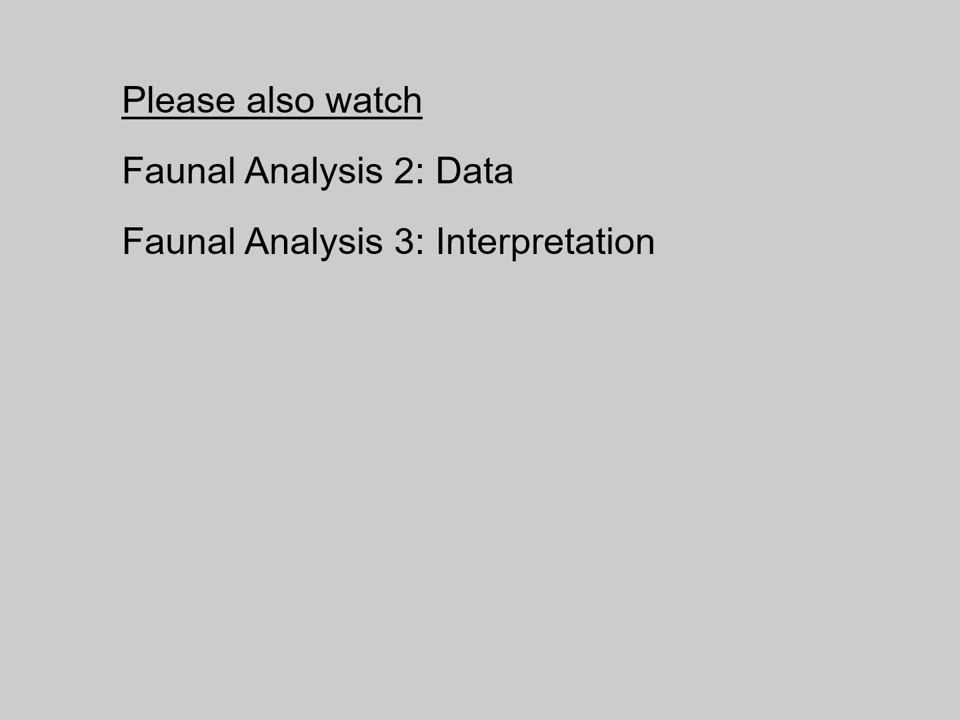 Please also watch
Faunal Analysis 2: Data
Faunal Analysis 3: Interpretation